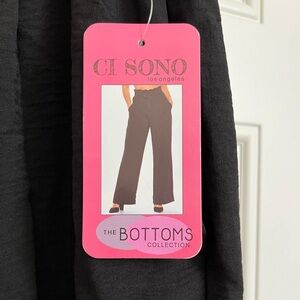 CI SONO
los angeles
THE BOTTOMS
COLLECTION